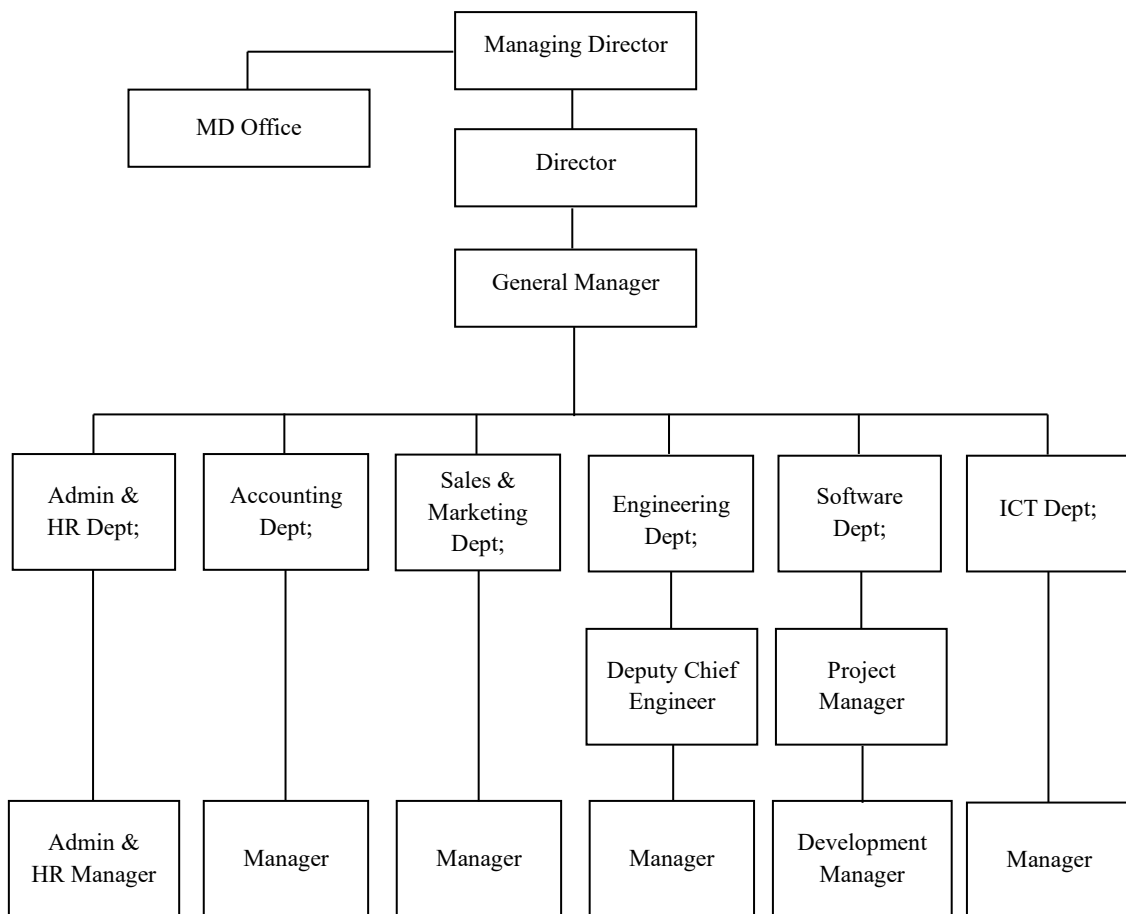 Managing Director
MD Office
Director
General Manager
Admin &
HR Dept;
Accounting
Dept;
Sales &
Marketing
Dept;
Engineering
Dept;
Software
Dept;
ICT Dept;
Deputy Chief
Engineer
Project
Manager
Admin &
HR Manager
Manager
Manager
Manager
Development
Manager
Manager